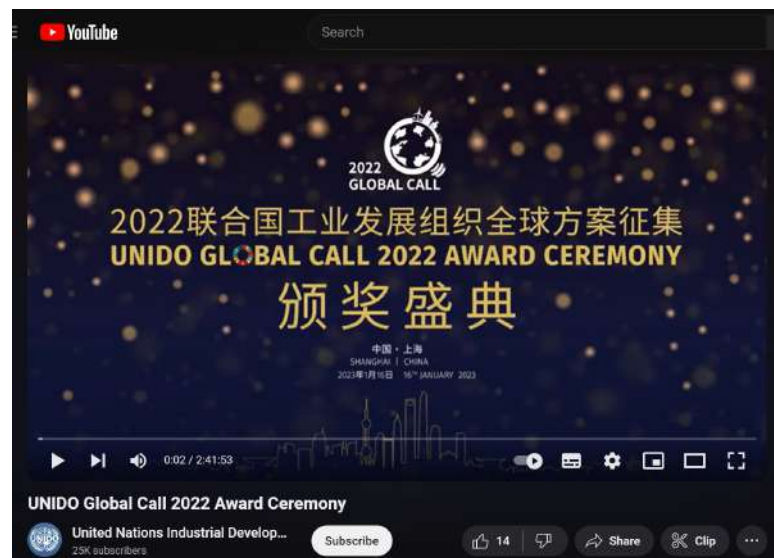 YouTube
Search
2022
GLOBAL CALL
2022联合国工业发展组织全球方案征集
UNIDO GLOBAL CALL 2022 AWARD CEREMONY
颁奖盛典
中国·上海
SHANGHAI | CHINA
2023年1月16日 16TH JANUARY 2023
0:02 / 2:41:53
UNIDO Global Call 2022 Award Ceremony
United Nations Industrial Develop...
25K subscribers
Subscribe
14
Share
Clip